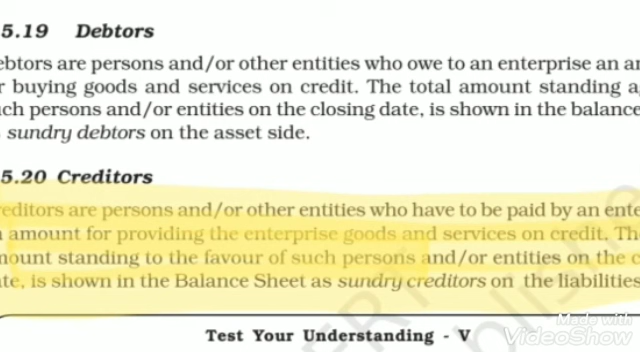 5.19 Debtors
ebtors are persons and/or other entities who owe to an enterprise an an
r buying goods and services on credit. The total amount standing ag
ch persons and/or entities on the closing date, is shown in the balance
sundry debtors on the asset side.
5.20 Creditors
reditors are persons and/or other entities who have to be paid by an ente
amount for providing the enterprise goods and services on credit. Th
mount standing to the favour of such persons and/or entities on the c
te, is shown in the Balance Sheet as sundry creditors on the liabilities
Test Your Understanding - V
Made with
VideoShow